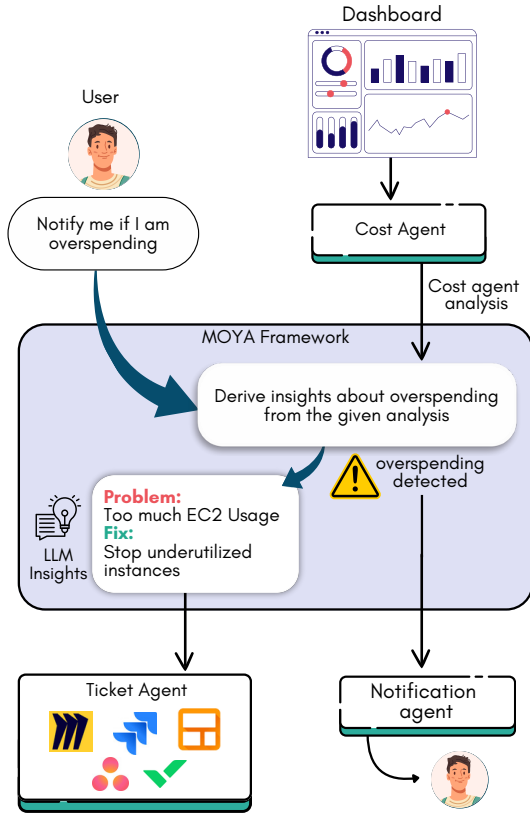 Dashboard
User
Notify me if I am
overspending
Cost Agent
Cost agent
analysis
MOYA Framework
Derive insights about overspending
from the given analysis
overspending
detected
Problem:
Too much EC2 Usage
Fix:
Stop underutilized
instances
LLM
Insights
Ticket Agent
Notification
agent